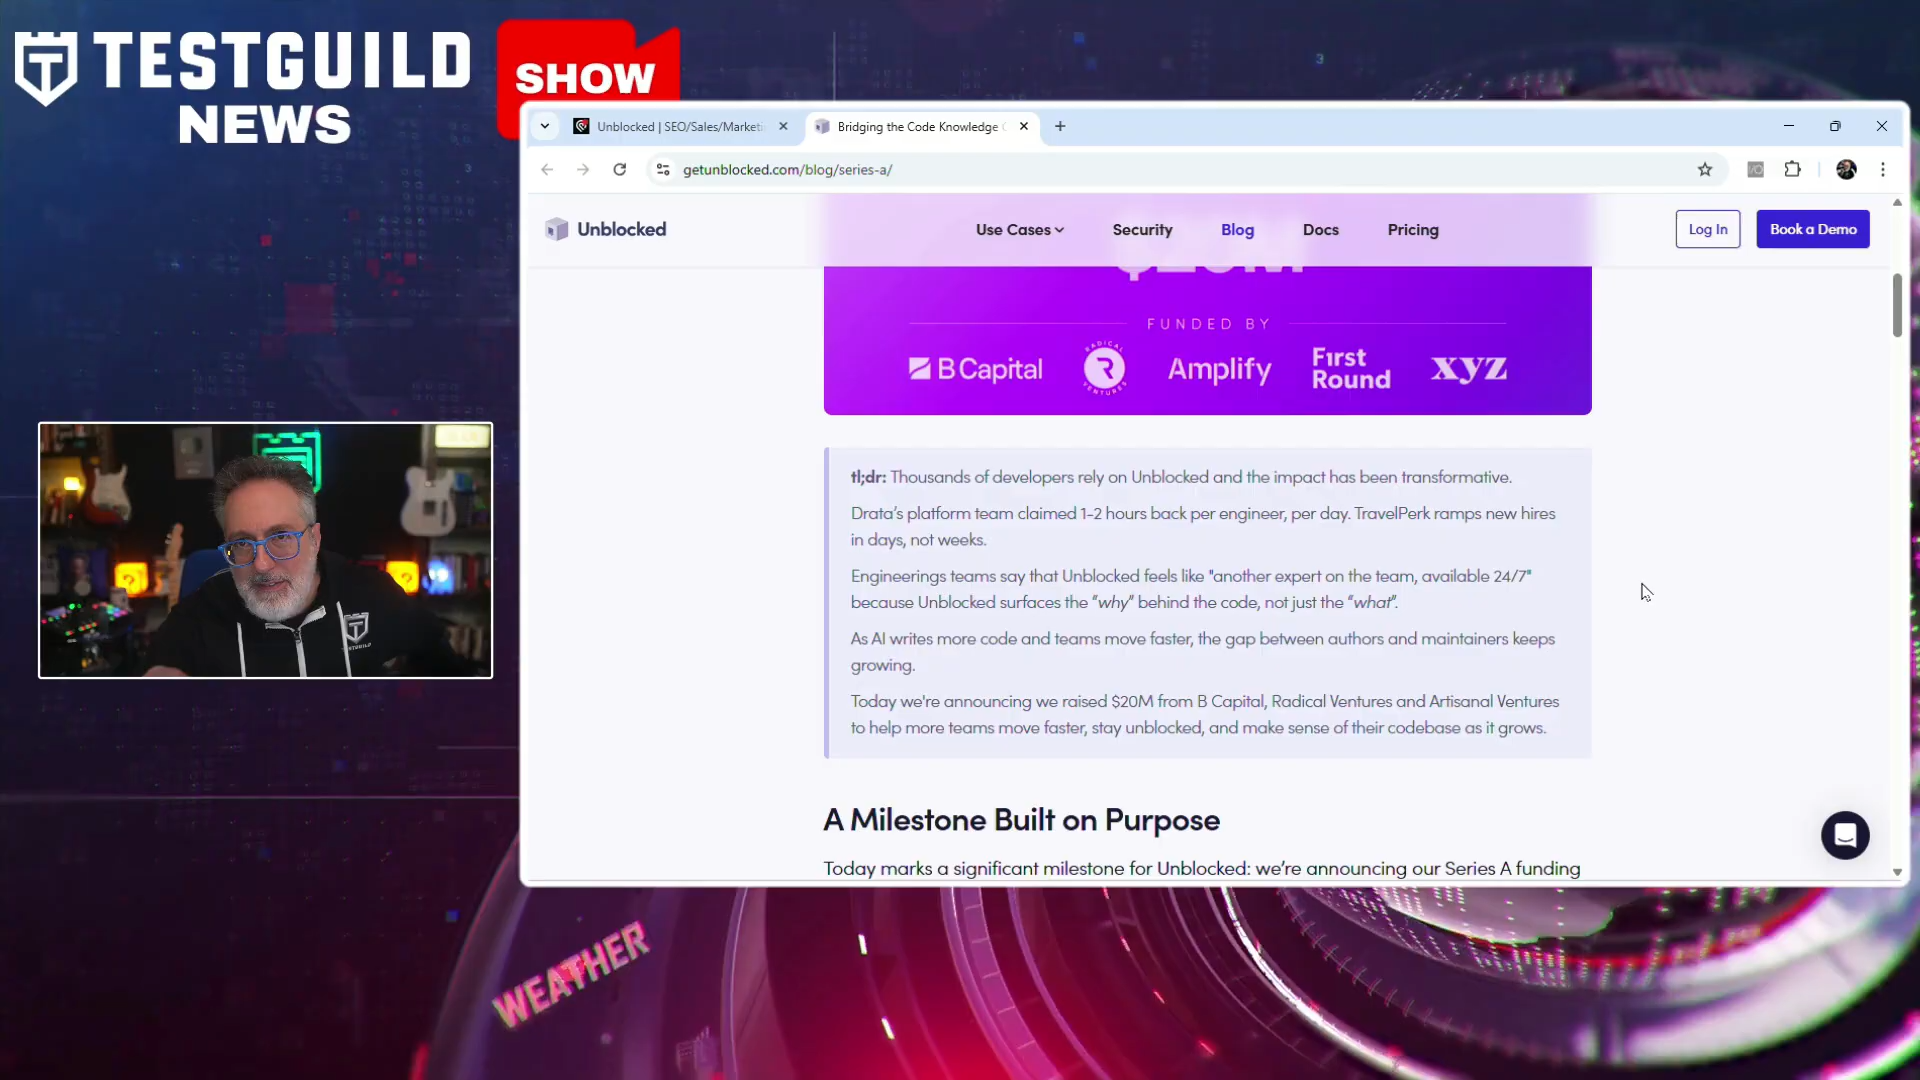 TESTGUILD
NEWS
SHOW
Unblocked | SEO/Sales/Marketi
Bridging the Code Knowledge
getunblocked.com/blog/series-a/
Unblocked
Use Cases
Security
Blog
Docs
Pricing
Log In
Book a Demo
$20M
FUNDED BY
B Capital
RADICAL VENTURES
Amplify
First Round
xyz
tl;dr: Thousands of developers rely on Unblocked and the impact has been transformative.
Drata's platform team claimed 1-2 hours back per engineer, per day. TravelPerk ramps new hires
in days, not weeks.
Engineerings teams say that Unblocked feels like "another expert on the team, available 24/7"
because Unblocked surfaces the "why" behind the code, not just the "what".
As AI writes more code and teams move faster, the gap between authors and maintainers keeps
growing.
Today we're announcing we raised $20M from B Capital, Radical Ventures and Artisanal Ventures
to help more teams move faster, stay unblocked, and make sense of their codebase as it grows.
A Milestone Built on Purpose
Today marks a significant milestone for Unblocked: we're announcing our Series A funding
TESTGUILD
WEATHER